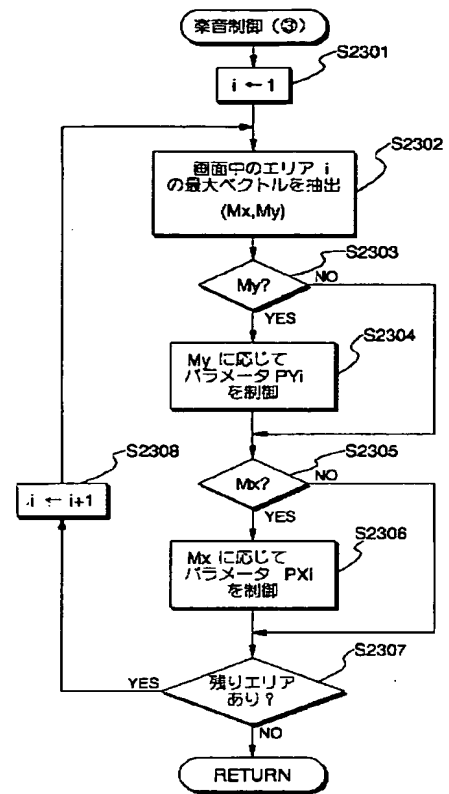 楽音制御（③）
S2301
i ← 1
S2302
画面中のエリア i
の最大ベクトルを抽出
(Mx,My)
S2303
My?
NO
YES
S2304
My に応じて
パラメータ PYi
を制御
S2305
Mx?
NO
YES
S2306
Mx に応じて
パラメータ PXi
を制御
S2308
i ← i+1
S2307
残りエリア
あり？
YES
NO
RETURN